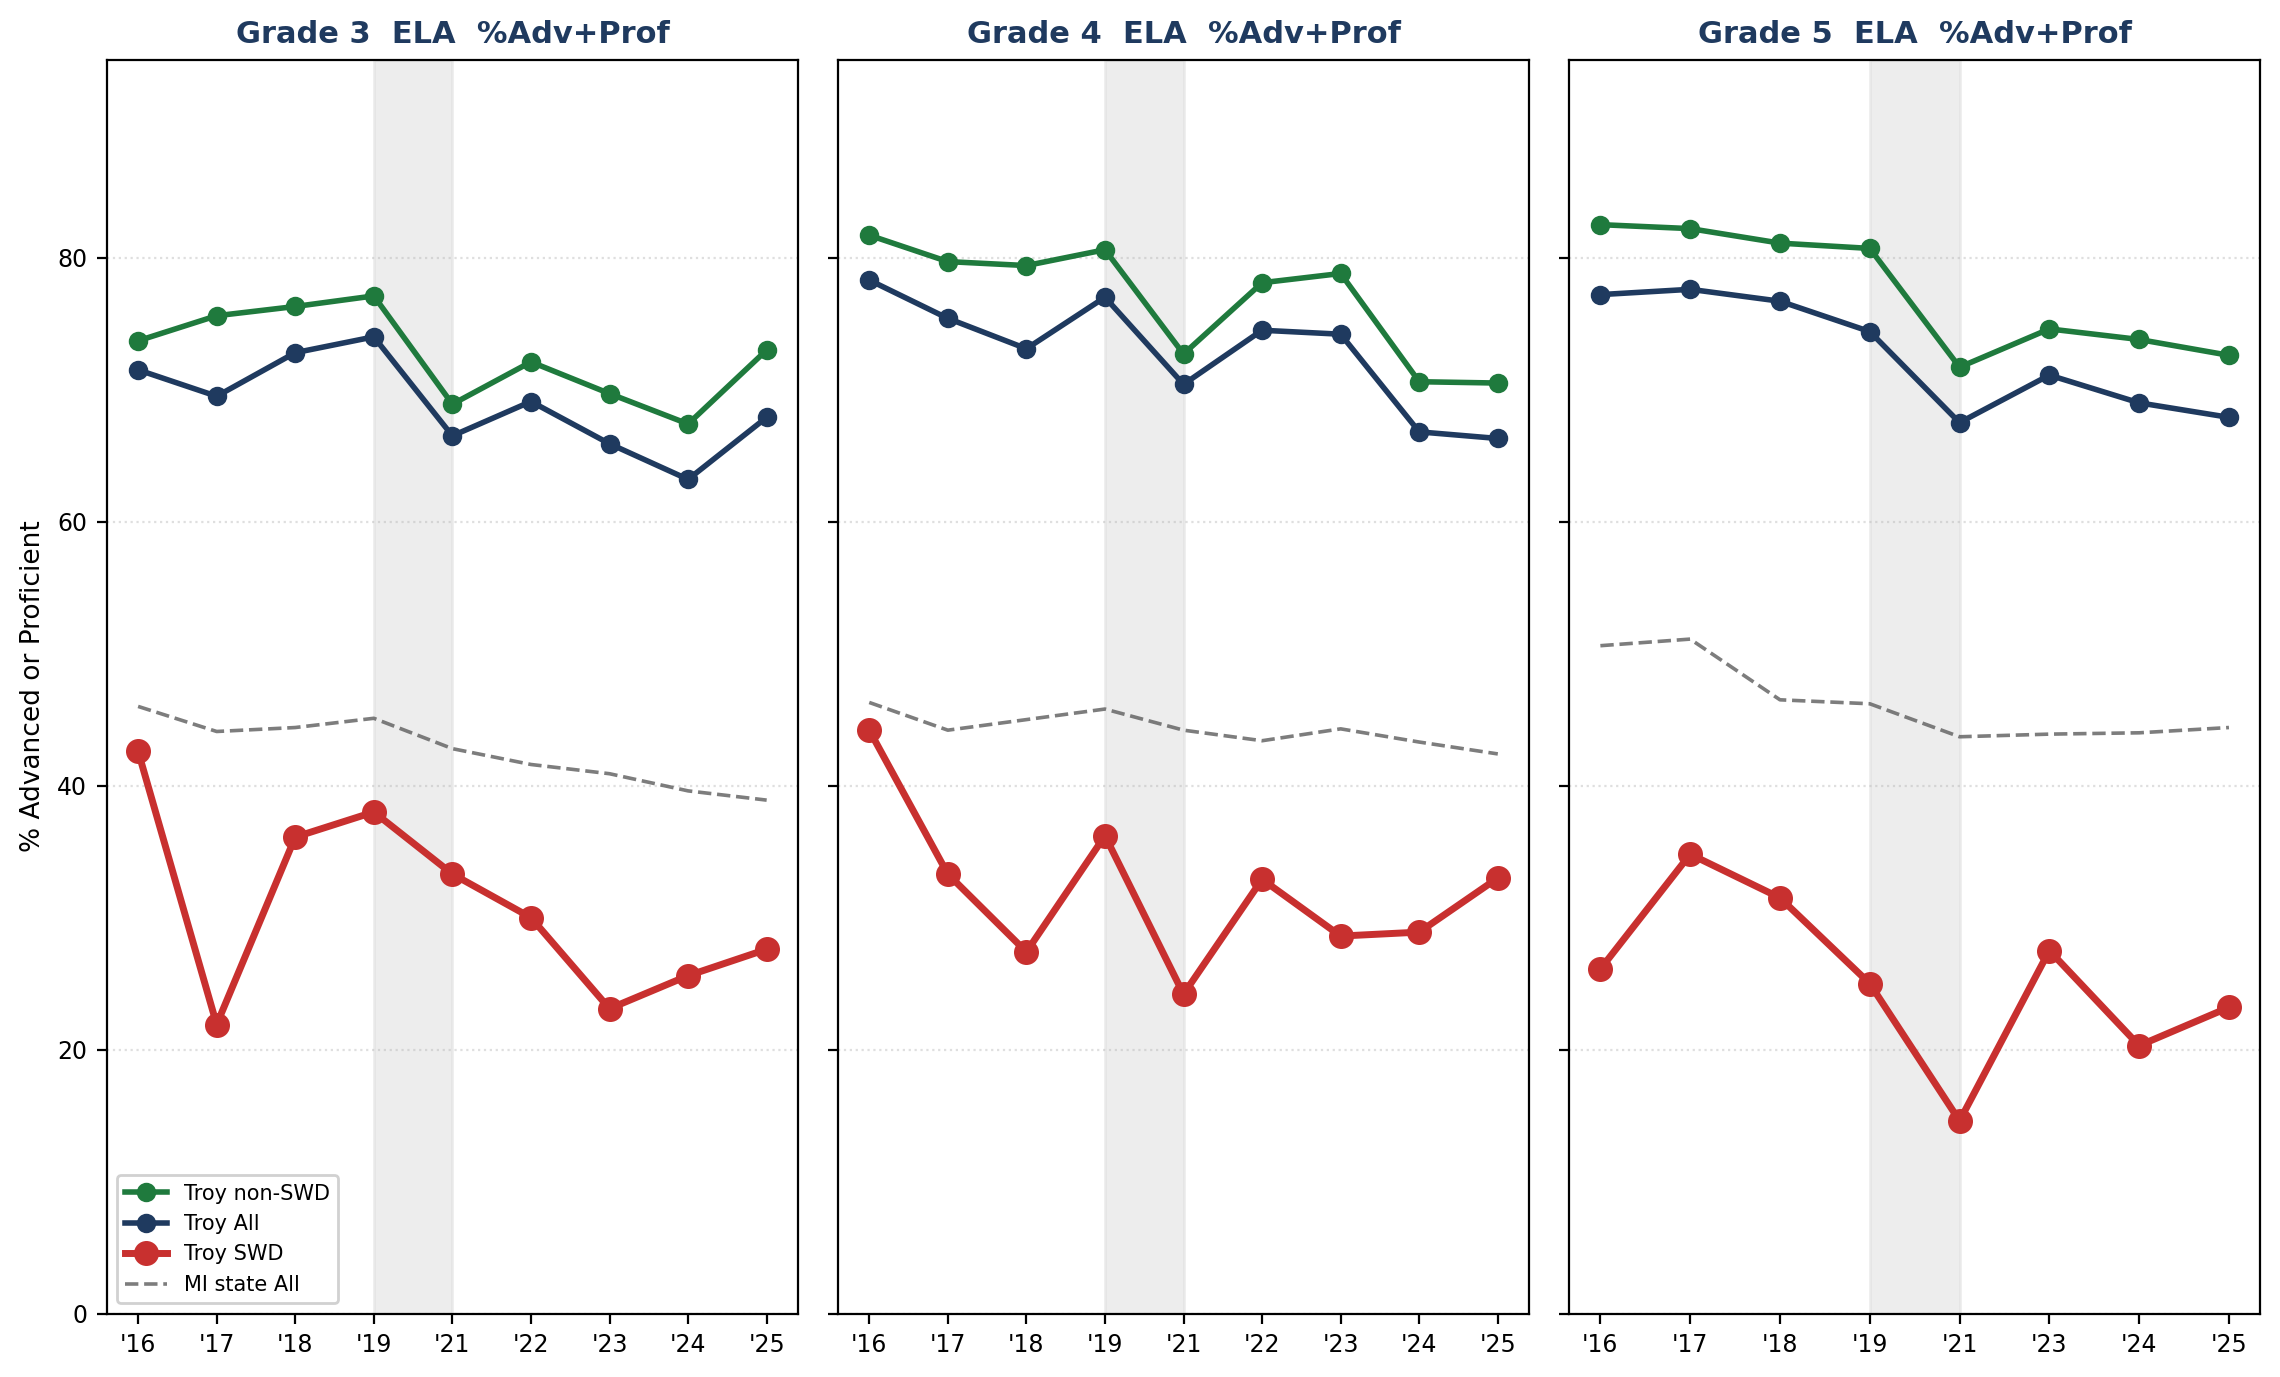 Grade 3  ELA  %Adv+Prof
Grade 4  ELA  %Adv+Prof
Grade 5  ELA  %Adv+Prof
% Advanced or Proficient
80
60
40
20
0
Troy non-SWD
Troy All
Troy SWD
MI state All
'16 '17 '18 '19 '21 '22 '23 '24 '25
'16 '17 '18 '19 '21 '22 '23 '24 '25
'16 '17 '18 '19 '21 '23 '24 '25